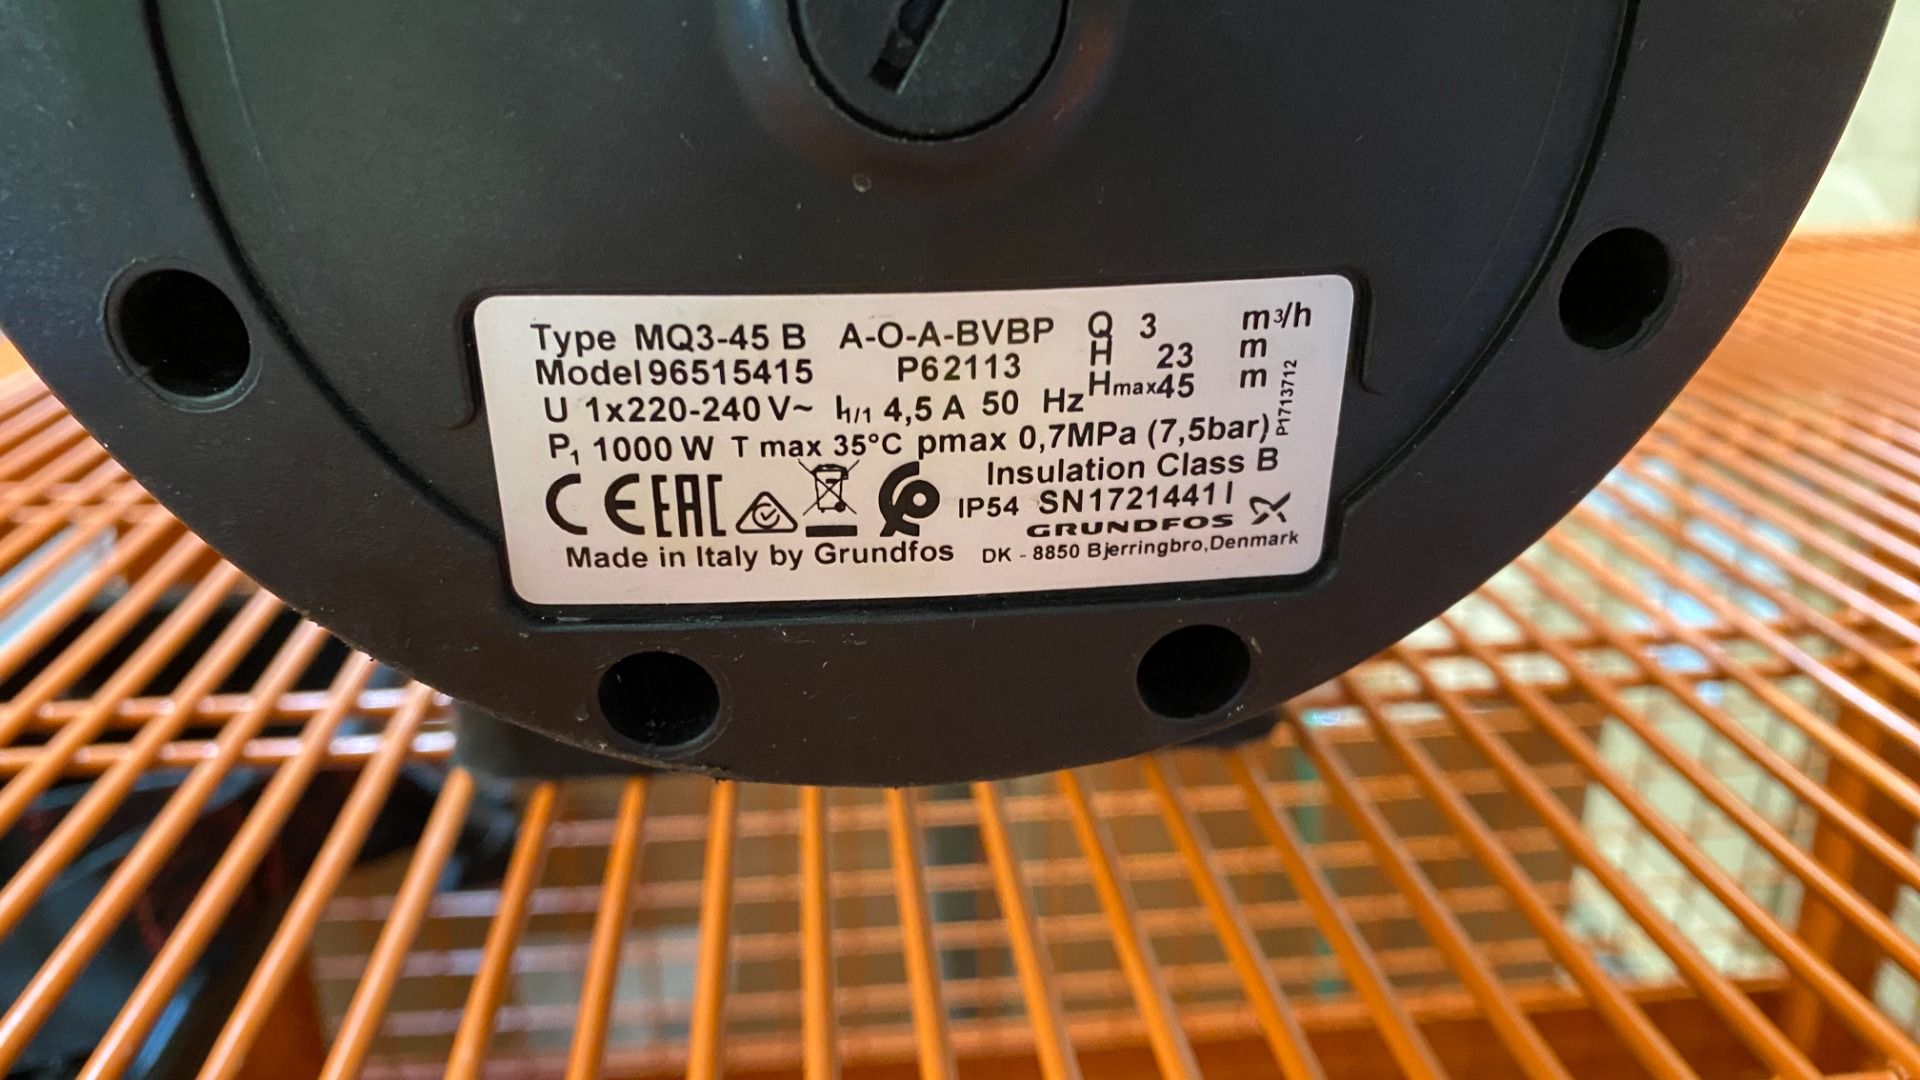 Type MQ3-45 B A-O-A-BVBP Q 3 m³/h
Model 96515415 P62113 H 23 m
U 1x220-240 V~ I₁/₁ 4,5 A 50 Hz Hmax 45 m
P₁ 1000 W T max 35°C pmax 0,7MPa (7,5bar)
P1713712
Insulation Class B
CE EAC IP54 SN1721441
GRUNDFOS
Made in Italy by Grundfos DK - 8850 Bjerringbro, Denmark